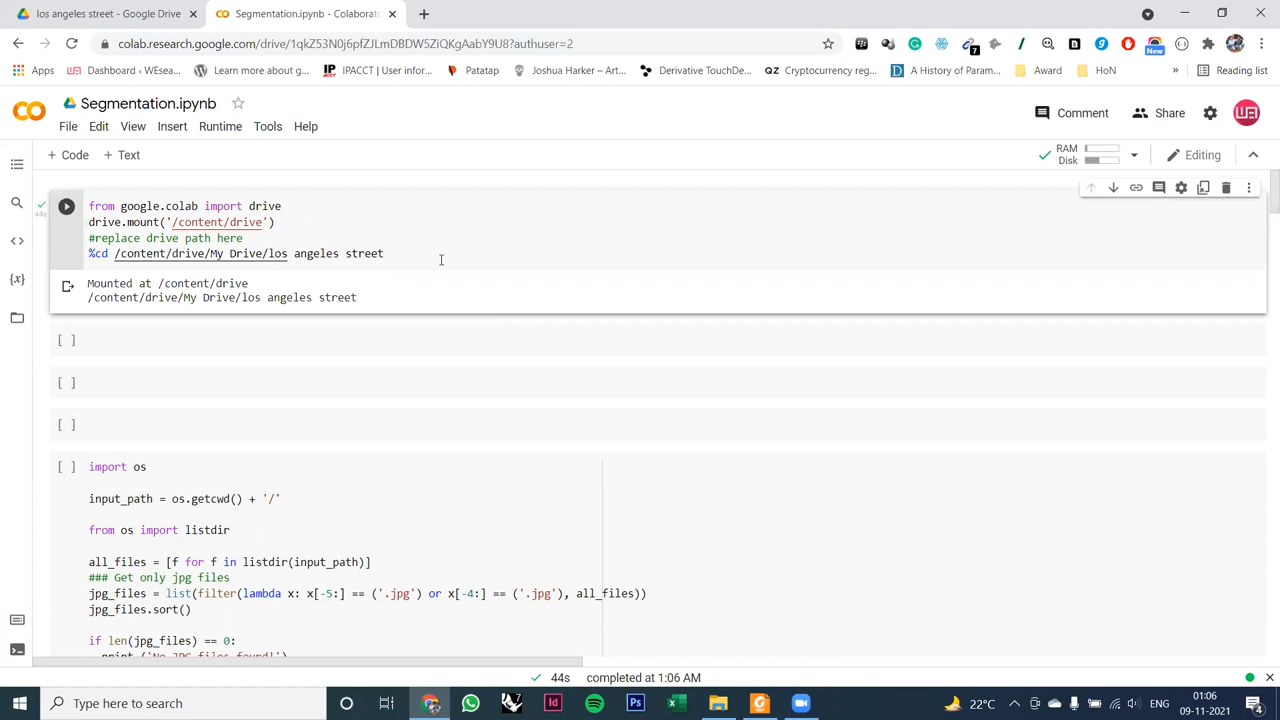 los angeles street - Google Drive
Segmentation.ipynb - Colaborato
colab.research.google.com/drive/1qkZ53N0j6pfZJLmDBDWfZiQKgAabY9U8?authuser=2
Apps
Dashboard ‹ WEsea...
Learn more about g...
IPACCT | User infor...
Patatap
Joshua Harker – Art...
Derivative TouchDe...
Cryptocurrency reg...
A History of Param...
Award
HoN
»
Reading list
Segmentation.ipynb
Comment
Share
File Edit View Insert Runtime Tools Help
+ Code + Text
RAM
Disk
Editing
44s
from google.colab import drive
drive.mount('/content/drive')
#replace drive path here
%cd /content/drive/My Drive/los angeles street
Mounted at /content/drive
/content/drive/My Drive/los angeles street
[ ]
[ ]
[ ]
[ ] import os
input_path = os.getcwd() + '/'
from os import listdir
all_files = [f for f in listdir(input_path)]
### Get only jpg files
jpg_files = list(filter(lambda x: x[-5:] == ('.jpg') or x[-4:] == ('.jpg'), all_files))
jpg_files.sort()
if len(jpg_files) == 0:
print ('No JPG files found!')
44s completed at 1:06 AM
Type here to search
22°C
ENG
01:06
09-11-2021